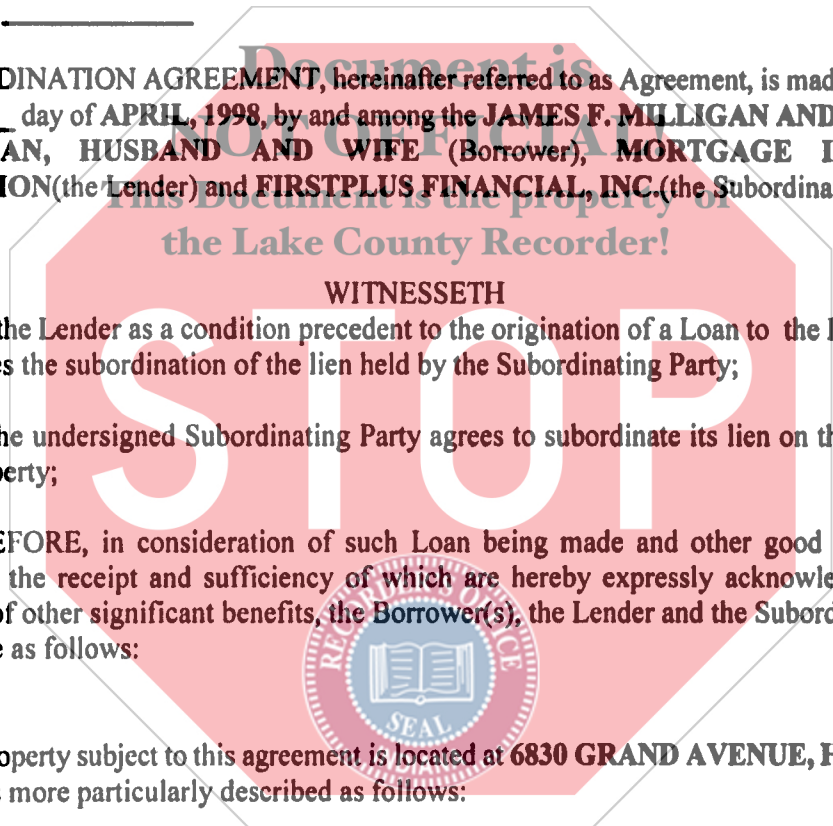 Document is
DINATION AGREEMENT, hereinafter referred to as Agreement, is mad
_ day of APRIL, 1998, by and among the JAMES F. MILLIGAN AND
NOT OFFICIAL
AN, HUSBAND AND WIFE (Borrower), MORTGAGE L
ION(the Lender) and FIRSTPLUS FINANCIAL, INC.(the Subordina
This Document is the property of
the Lake County Recorder!
WITNESSETH
the Lender as a condition precedent to the origination of a Loan to the
es the subordination of the lien held by the Subordinating Party;
STOP
he undersigned Subordinating Party agrees to subordinate its lien on th
perty;
EFORE, in consideration of such Loan being made and other good
the receipt and sufficiency of which are hereby expressly acknowle
of other significant benefits, the Borrower(s), the Lender and the Subord
e as follows:
RECORDER'S OFFICE
SEAL
operty subject to this agreement is located at 6830 GRAND AVENUE, H
s more particularly described as follows: